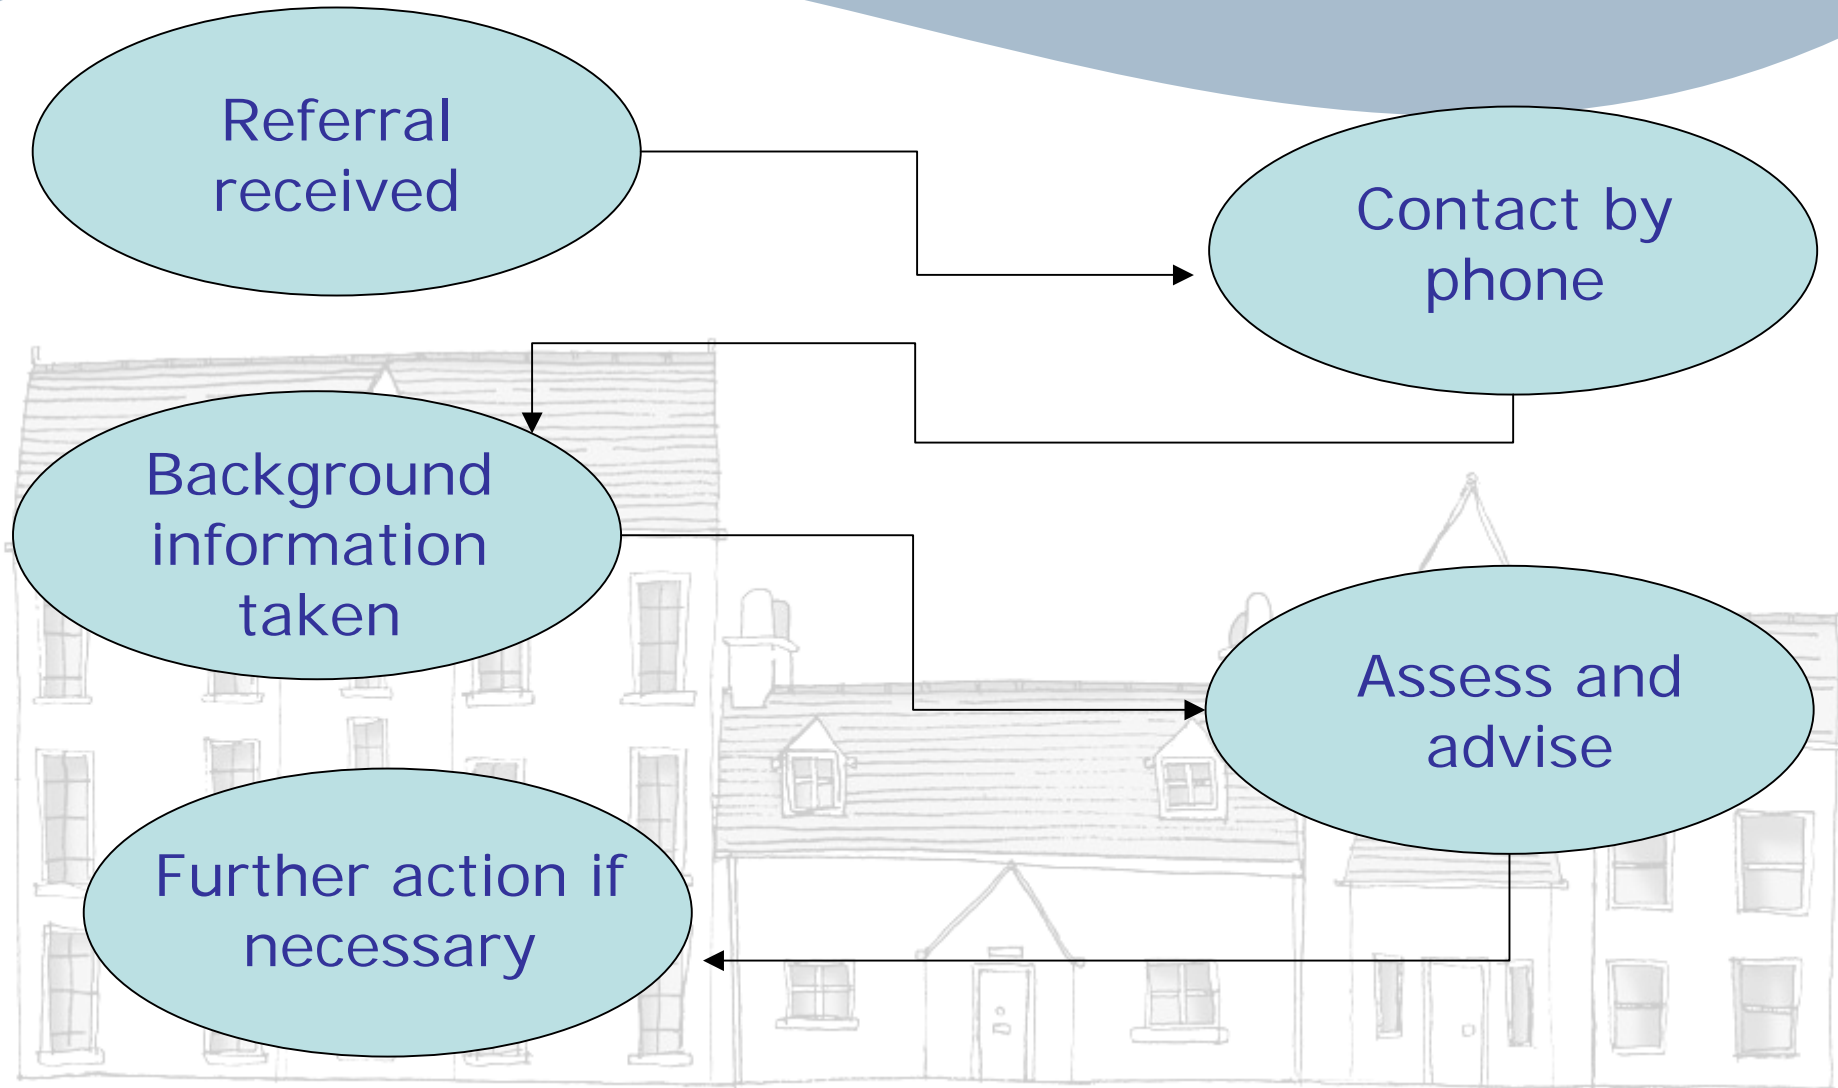 Referral
received
Contact by
phone
Background
information
taken
Assess and
advise
Further action if
necessary